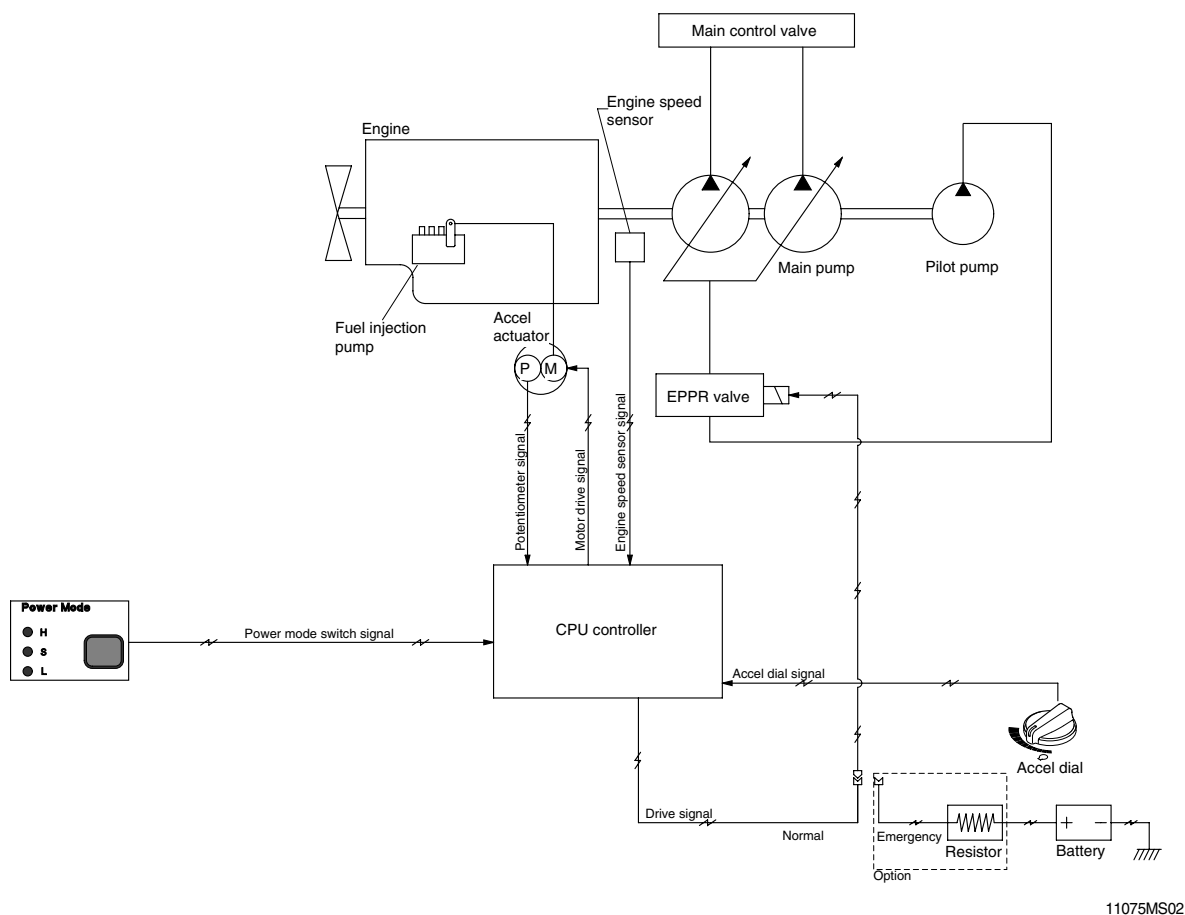 Main control valve
Engine speed
sensor
Engine
Main pump
Pilot pump
Fuel injection
pump
Accel
actuator
P
M
EPPR valve
Potentiometer signal
Motor drive signal
Engine speed sensor signal
Power Mode
H
S
L
Power mode switch signal
CPU controller
Accel dial signal
Accel dial
Drive signal
Normal
Emergency
Resistor
+
–
Battery
Option
11075MS02